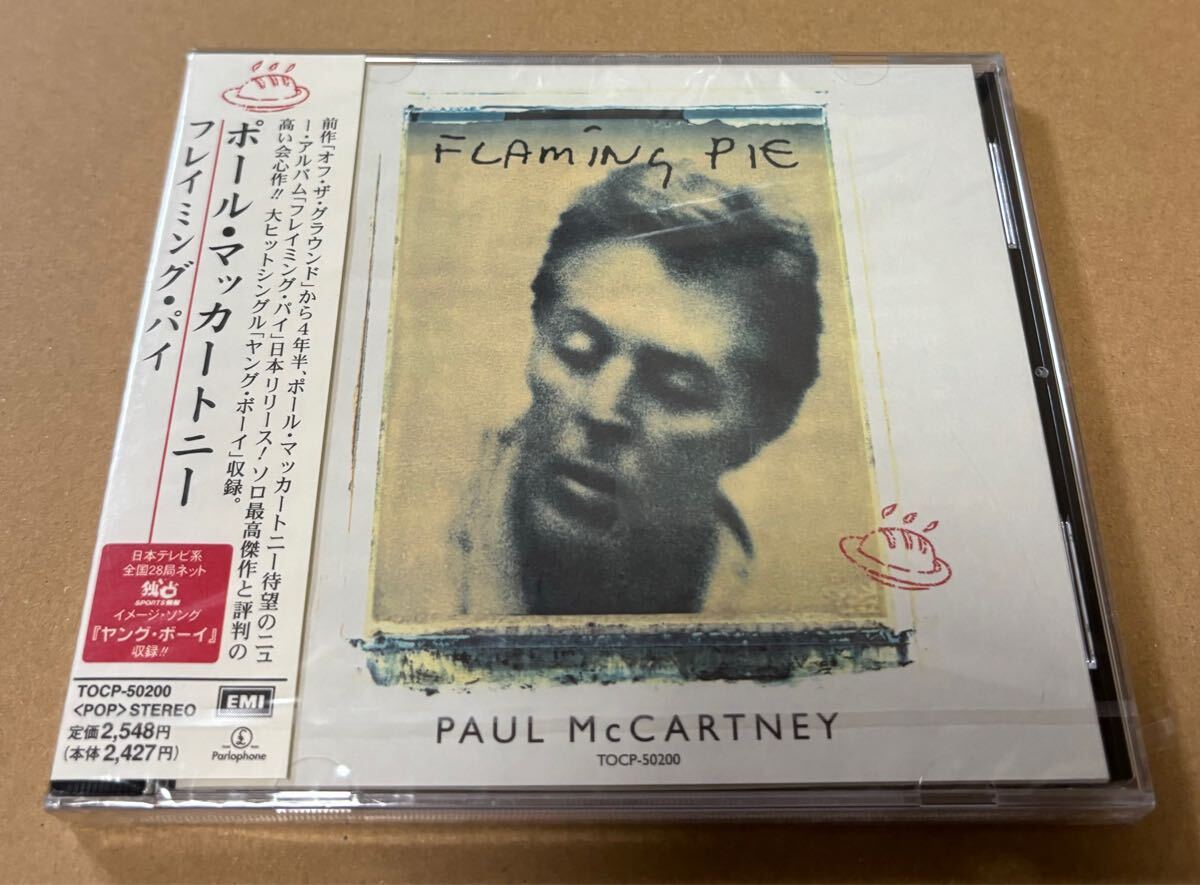 ポール・マッカートニー
フレイミング・パイ
前作「オフ・ザ・グラウンド」から4年半、ポール・マッカートニー待望のニュ
ー・アルバム「フレイミング・パイ」日本リリース！ソロ最高傑作と評判の
高い会心作!! 大ヒットシングル「ヤング・ボーイ」収録。
日本テレビ系
全国28局ネット
独占
SPORTS情報
イメージ・ソング
『ヤング・ボーイ』
収録!!
TOCP-50200
<POP> STEREO
定価2,548円
(本体2,427円)
EMI
£
Parlophone
FLAMING PIE
PAUL McCARTNEY
TOCP-50200